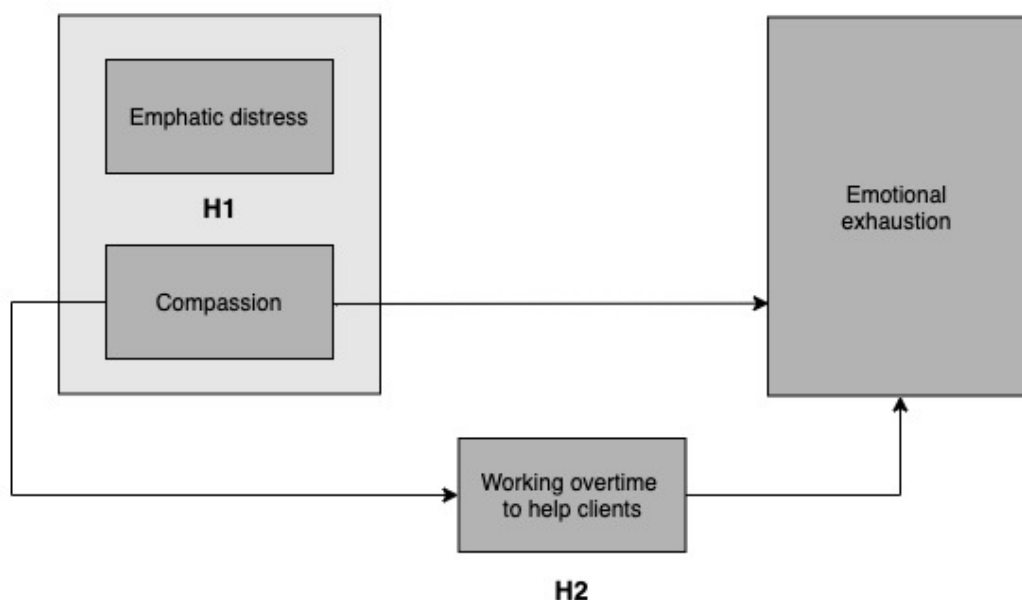 Emphatic distress
H1
Compassion
Emotional
exhaustion
Working overtime
to help clients
H2